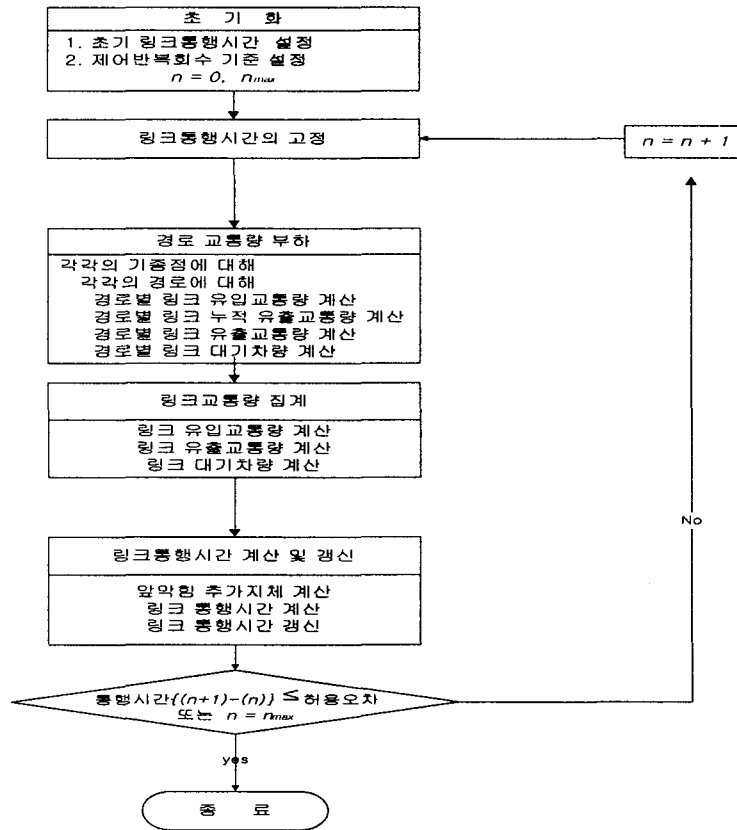 초 기 화
1. 초기 링크통행시간 설정
2. 제어반복회수 기준 설정
n = 0, nmax
링크통행시간의 고정
n = n + 1
경로 교통량 부하
각각의 기종점에 대해
각각의 경로에 대해
경로별 링크 유입교통량 계산
경로별 링크 누적 유출교통량 계산
경로별 링크 유출교통량 계산
경로별 링크 대기차량 계산
링크교통량 집계
링크 유입교통량 계산
링크 유출교통량 계산
링크 대기차량 계산
No
링크통행시간 계산 및 갱신
앞막힘 추가지체 계산
링크 통행시간 계산
링크 통행시간 갱신
통행시간{(n+1)-(n)} ≤ 허용오차
또는 n = nmax
yes
종 료